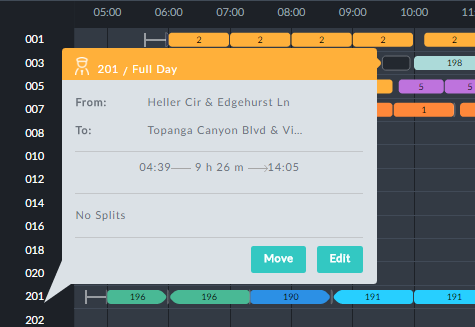 05:00 06:00 07:00 08:00 09:00 10:00 11
001 2 2 2 2 2
003 198
005 5 5
007 1
008
010
012
014
016
018
020
201 196 196 190 191 191
202
201 / Full Day
From: Heller Cir & Edgehurst Ln
To: Topanga Canyon Blvd & Vi...
04:39 9 h 26 m 14:05
No Splits
Move Edit